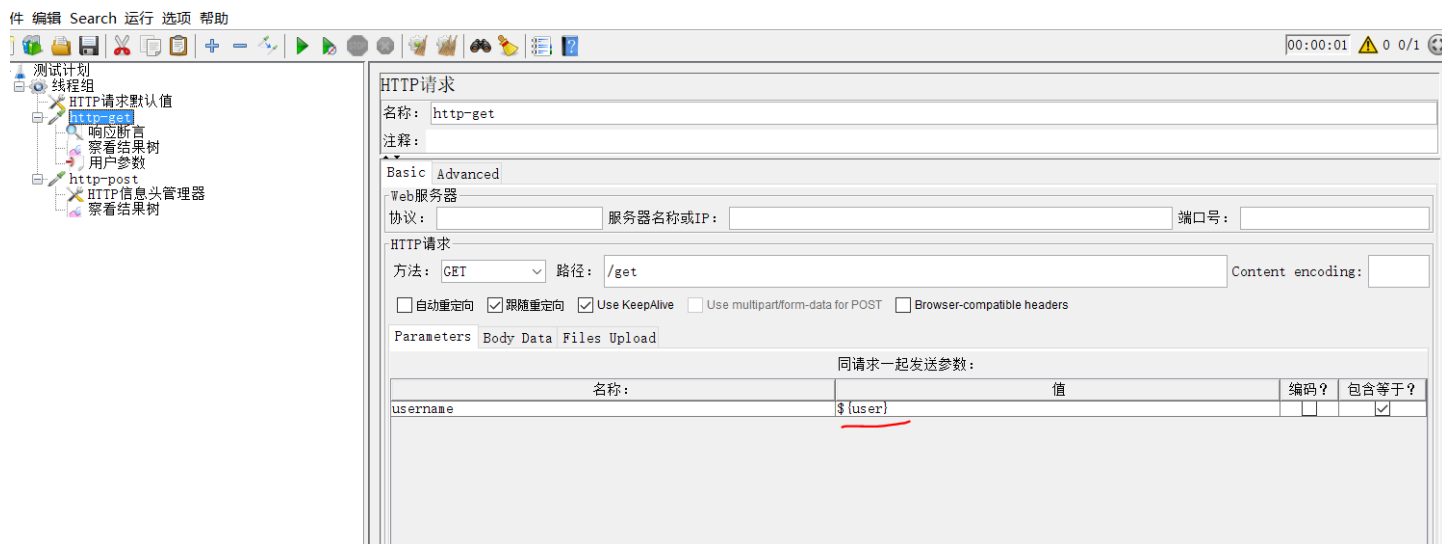 件 编辑 Search 运行 选项 帮助
00:00:01 0 0/1
测试计划
线程组
HTTP请求默认值
http-get
响应断言
察看结果树
用户参数
http-post
HTTP信息头管理器
察看结果树
HTTP请求
名称： http-get
注释：
Basic Advanced
Web服务器
协议： 服务器名称或IP： 端口号：
HTTP请求
方法： GET 路径： /get Content encoding:
自动重定向 跟随重定向 Use KeepAlive Use multipart/form-data for POST Browser-compatible headers
Parameters Body Data Files Upload
同请求一起发送参数：
名称： 值 编码？ 包含等于？
username ${user}